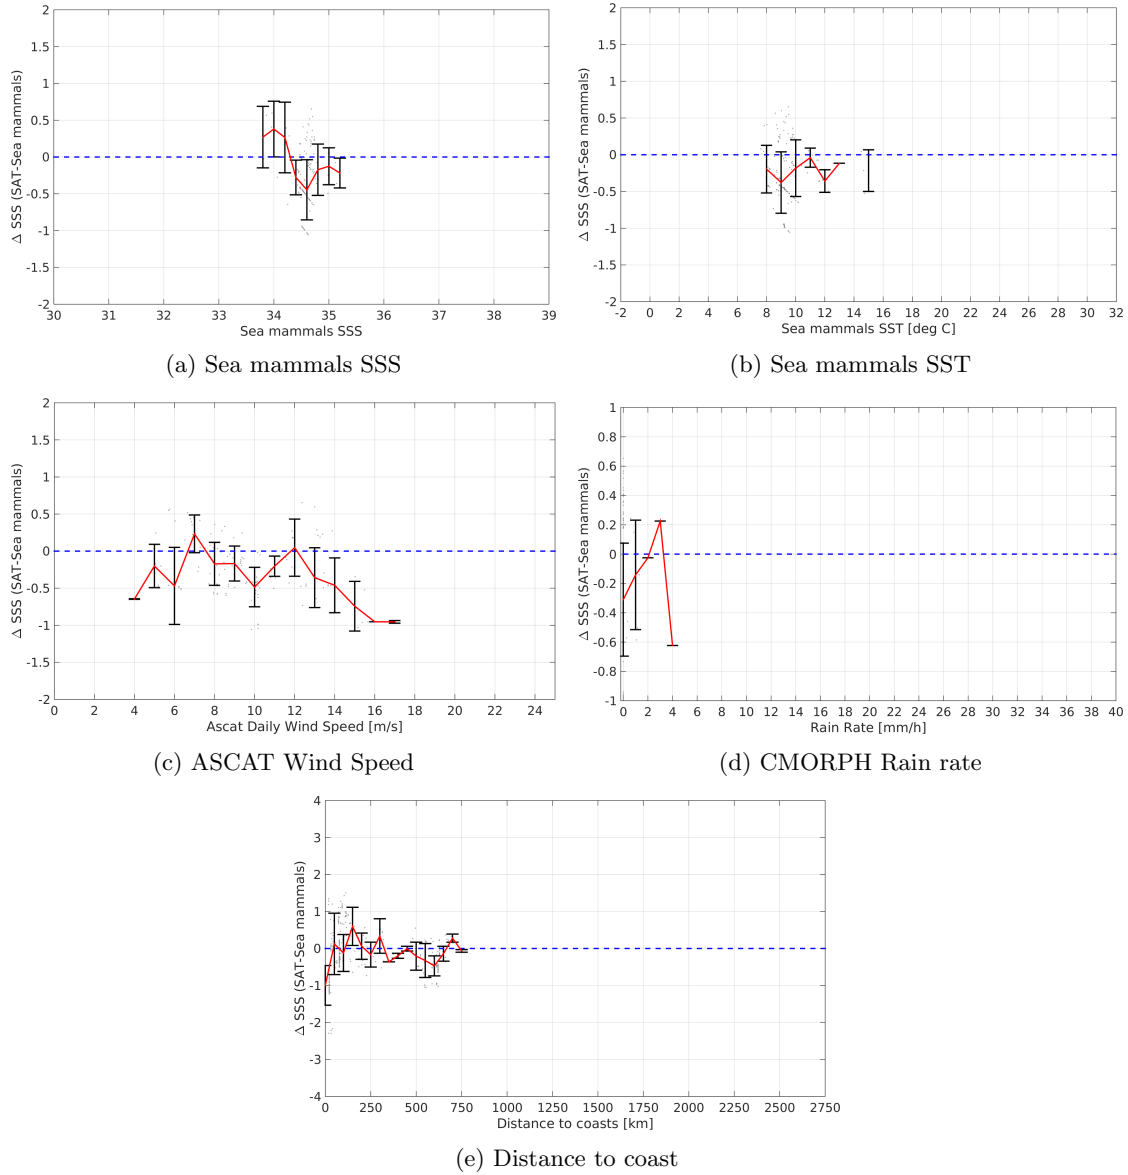 2
1.5
1
0.5
0
-0.5
-1
-1.5
-2
Δ SSS (SAT-Sea mammals)
30 31 32 33 34 35 36 37 38 39
Sea mammals SSS
(a) Sea mammals SSS
2
1.5
1
0.5
0
-0.5
-1
-1.5
-2
Δ SSS (SAT-Sea mammals)
-2 0 2 4 6 8 10 12 14 16 18 20 22 24 26 28 30 32
Sea mammals SST [deg C]
(b) Sea mammals SST
2
1.5
1
0.5
0
-0.5
-1
-1.5
-2
Δ SSS (SAT-Sea mammals)
0 2 4 6 8 10 12 14 16 18 20 22 24
Ascat Daily Wind Speed [m/s]
(c) ASCAT Wind Speed
1
0.8
0.6
0.4
0.2
0
-0.2
-0.4
-0.6
-0.8
-1
Δ SSS (SAT-Sea mammals)
0 2 4 6 8 10 12 14 16 18 20 22 24 26 28 30 32 34 36 38 40
Rain Rate [mm/h]
(d) CMORPH Rain rate
4
3
2
1
0
-1
-2
-3
-4
Δ SSS (SAT-Sea mammals)
0 250 500 750 1000 1250 1500 1750 2000 2250 2500 2750
Distance to coasts [km]
(e) Distance to coast